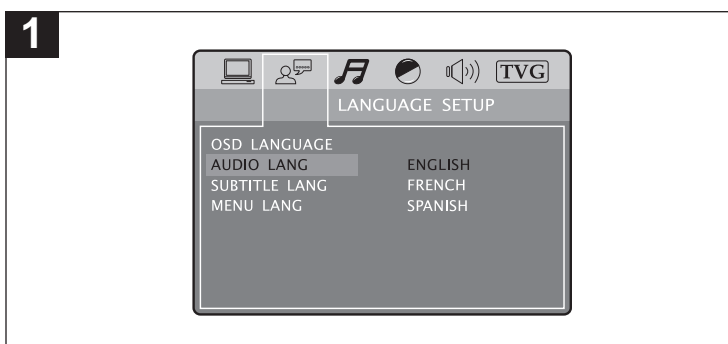 1
TVG
LANGUAGE SETUP
OSD LANGUAGE
AUDIO LANG ENGLISH
SUBTITLE LANG FRENCH
MENU LANG SPANISH